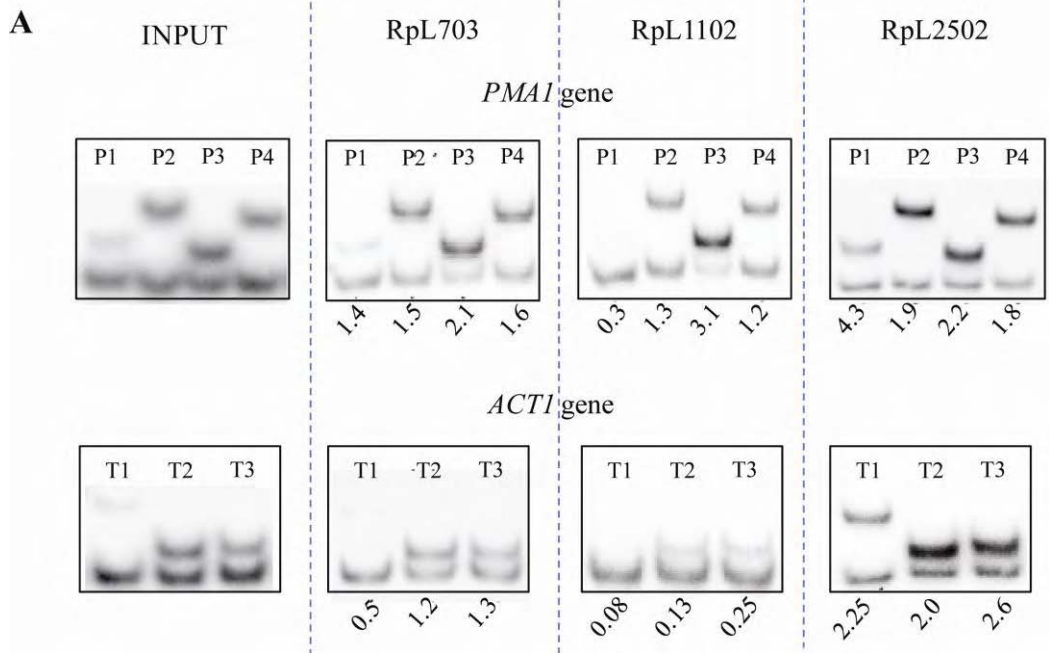 A
INPUT RpL703 RpL1102 RpL2502
PMA1 gene
P1 P2 P3 P4 P1 P2 P3 P4 P1 P2 P3 P4 P1 P2 P3 P4
1.4 1.5 2.1 1.6 0.3 1.3 3.1 1.2 4.3 1.9 2.2 1.8
ACT1 gene
T1 T2 T3 T1 T2 T3 T1 T2 T3 T1 T2 T3
0.5 1.2 1.3 0.08 0.13 0.25 2.25 2.0 2.6